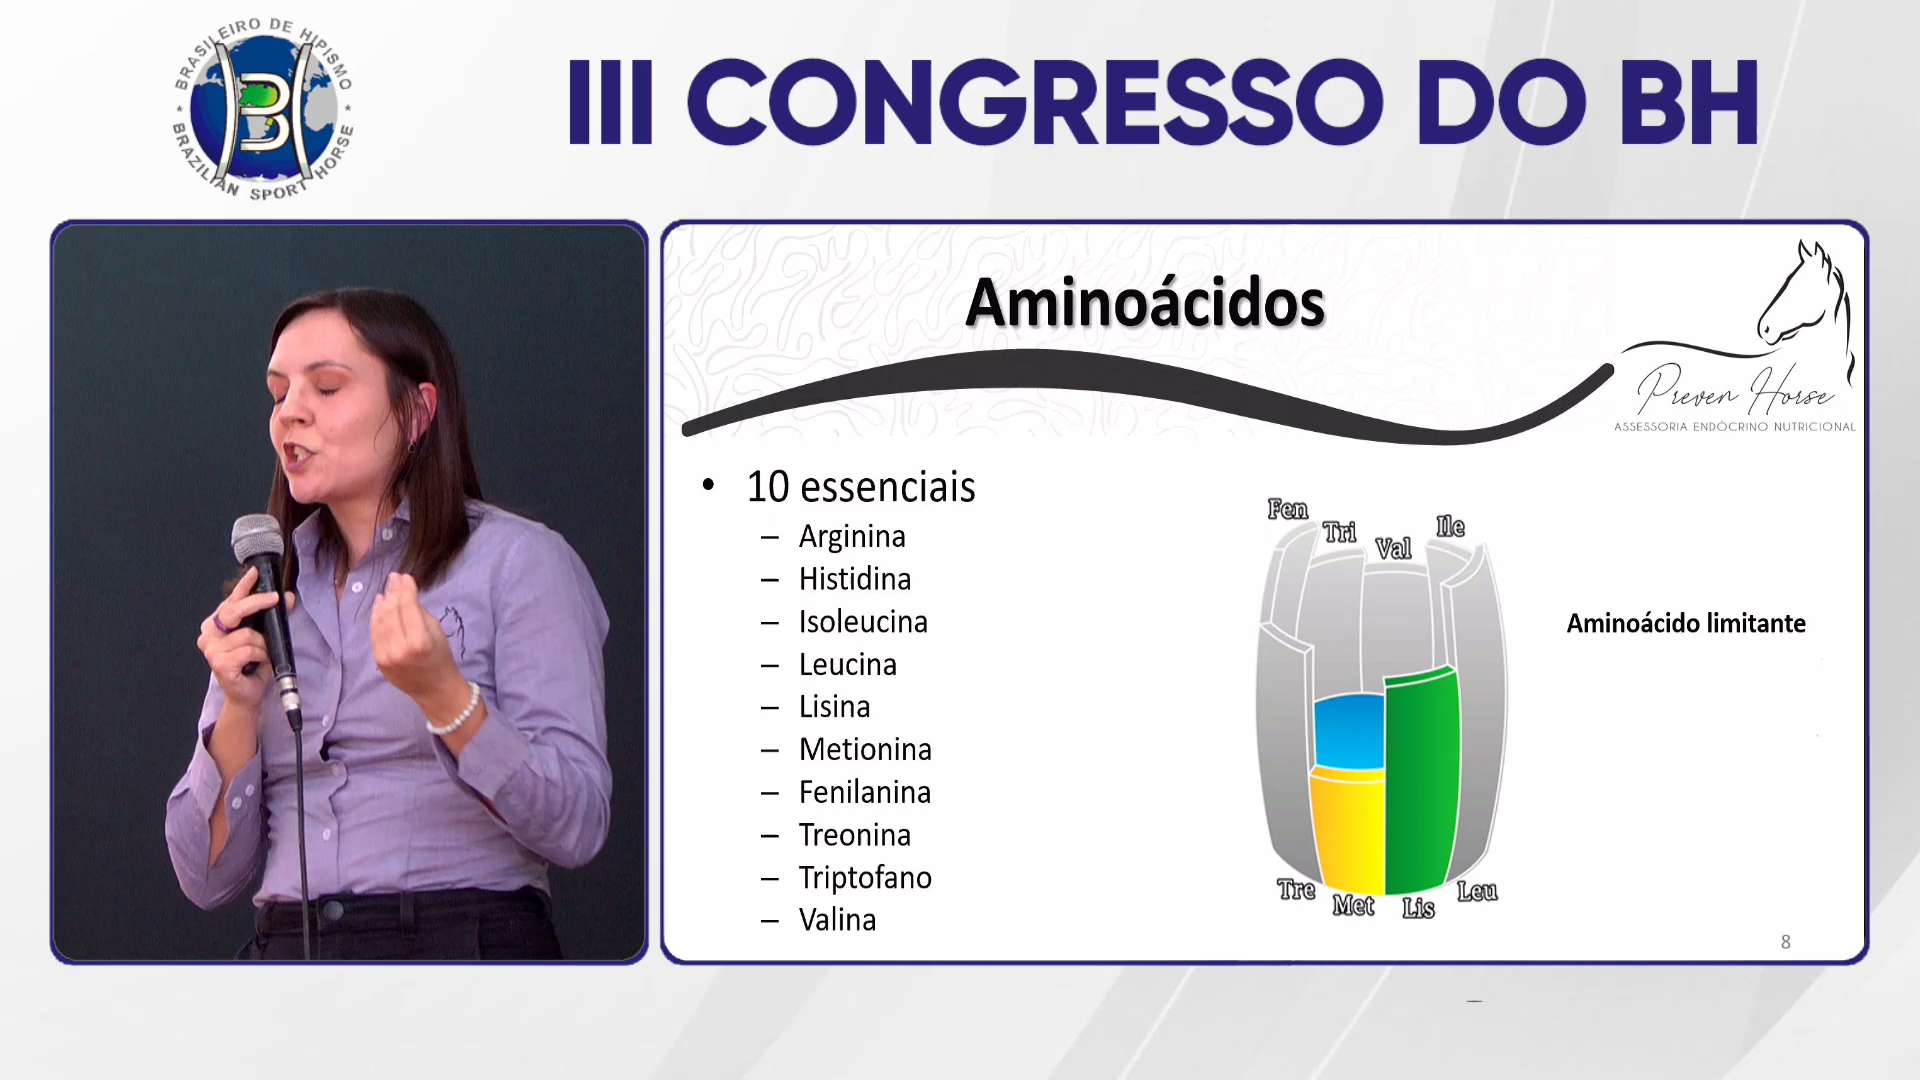 BRASILEIRO DE HIPISMO
BRAZILIAN SPORT HORSE
BH
III CONGRESSO DO BH
Aminoácidos
Preven Horse
ASSESSORIA ENDÓCRINO NUTRICIONAL
• 10 essenciais
– Arginina
– Histidina
– Isoleucina
– Leucina
– Lisina
– Metionina
– Fenilanina
– Treonina
– Triptofano
– Valina
Fen
Tri
Val
Ile
Tre
Met
Lis
Leu
Aminoácido limitante
8